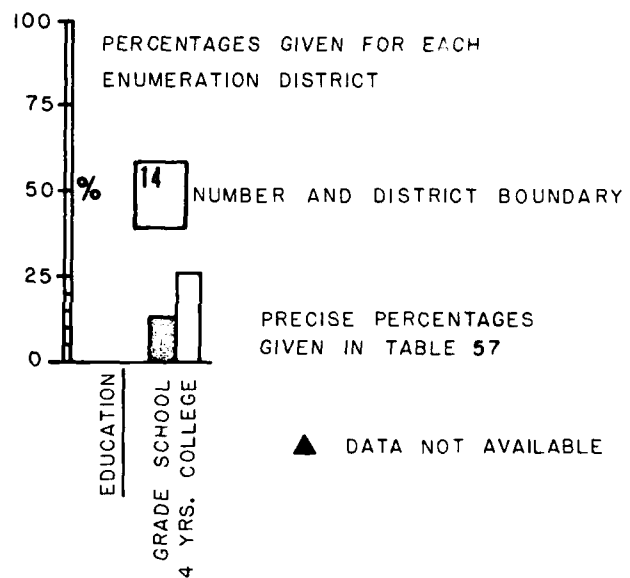 100
PERCENTAGES GIVEN FOR EACH
ENUMERATION DISTRICT
75
50
%
14
NUMBER AND DISTRICT BOUNDARY
25
PRECISE PERCENTAGES
GIVEN IN TABLE 57
0
EDUCATION
GRADE SCHOOL
4 YRS. COLLEGE
▲ DATA NOT AVAILABLE